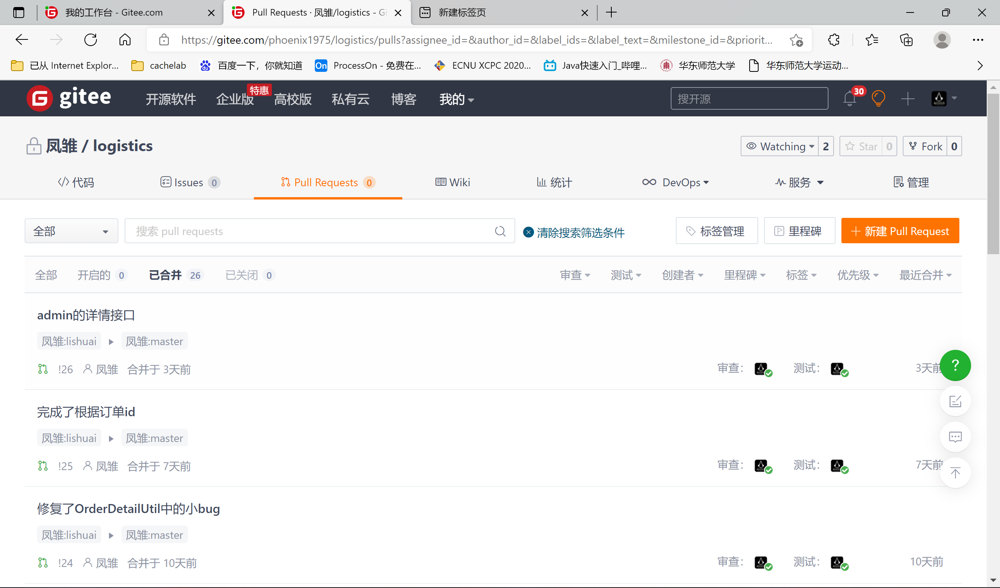 我的工作台 - Gitee.com
Pull Requests · 凤雏/logistics - Gi
新建标签页
https://gitee.com/phoenix1975/logistics/pulls?assignee_id=&author_id=&label_ids=&label_text=&milestone_id=&priorit...
已从 Internet Explor...
cachelab
百度一下，你就知道
On ProcessOn - 免费在...
ECNU XCPC 2020...
Java快速入门_哔哩...
华东师范大学
华东师范大学运动...
gitee
开源软件
企业版
特惠
高校版
私有云
博客
我的
搜开源
30
凤雏 / logistics
Watching 2
Star 0
Fork 0
代码
Issues 0
Pull Requests 0
Wiki
统计
DevOps
服务
管理
全部
搜索 pull requests
清除搜索筛选条件
标签管理
里程碑
新建 Pull Request
全部
开启的 0
已合并 26
已关闭 0
审查
测试
创建者
里程碑
标签
优先级
最近合并
admin的详情接口
凤雏:lishuai
凤雏:master
!26 凤雏 合并于 3天前
审查：
测试：
3天前
完成了根据订单id
凤雏:lishuai
凤雏:master
!25 凤雏 合并于 7天前
审查：
测试：
7天前
修复了OrderDetailUtil中的小bug
凤雏:lishuai
凤雏:master
!24 凤雏 合并于 10天前
审查：
测试：
10天前